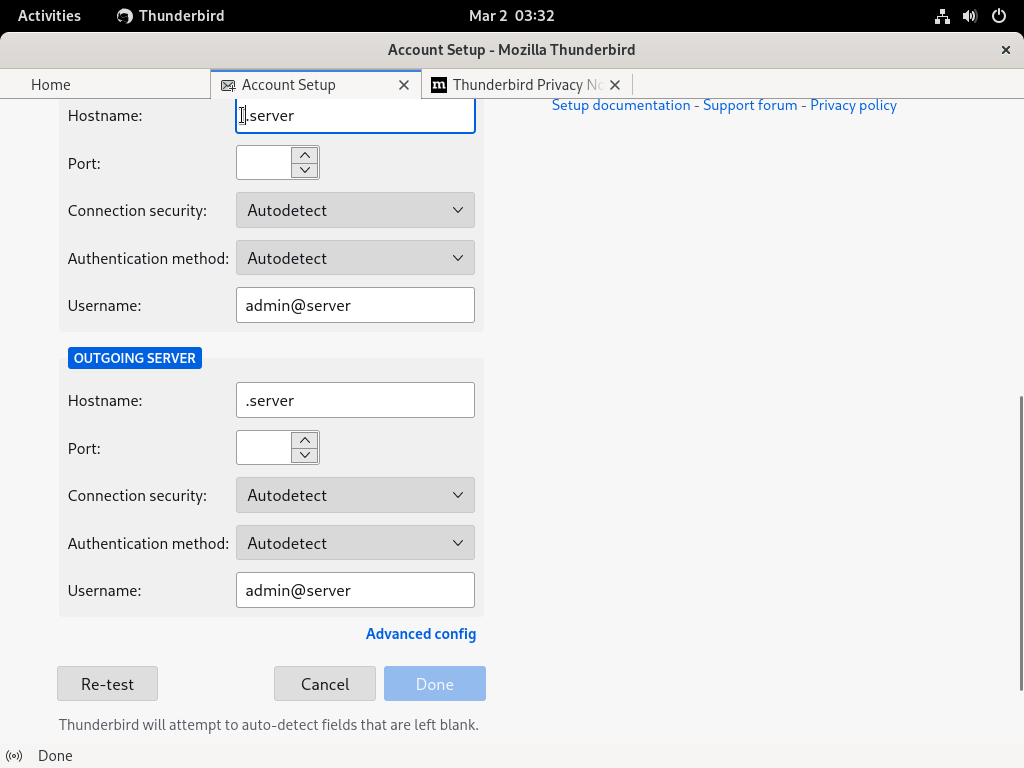 Activities Thunderbird Mar 2 03:32
Account Setup - Mozilla Thunderbird
Home Account Setup Thunderbird Privacy No
Hostname: .server Setup documentation - Support forum - Privacy policy
Port:
Connection security: Autodetect
Authentication method: Autodetect
Username: admin@server
OUTGOING SERVER
Hostname: .server
Port:
Connection security: Autodetect
Authentication method: Autodetect
Username: admin@server
Advanced config
Re-test Cancel Done
Thunderbird will attempt to auto-detect fields that are left blank.
Done